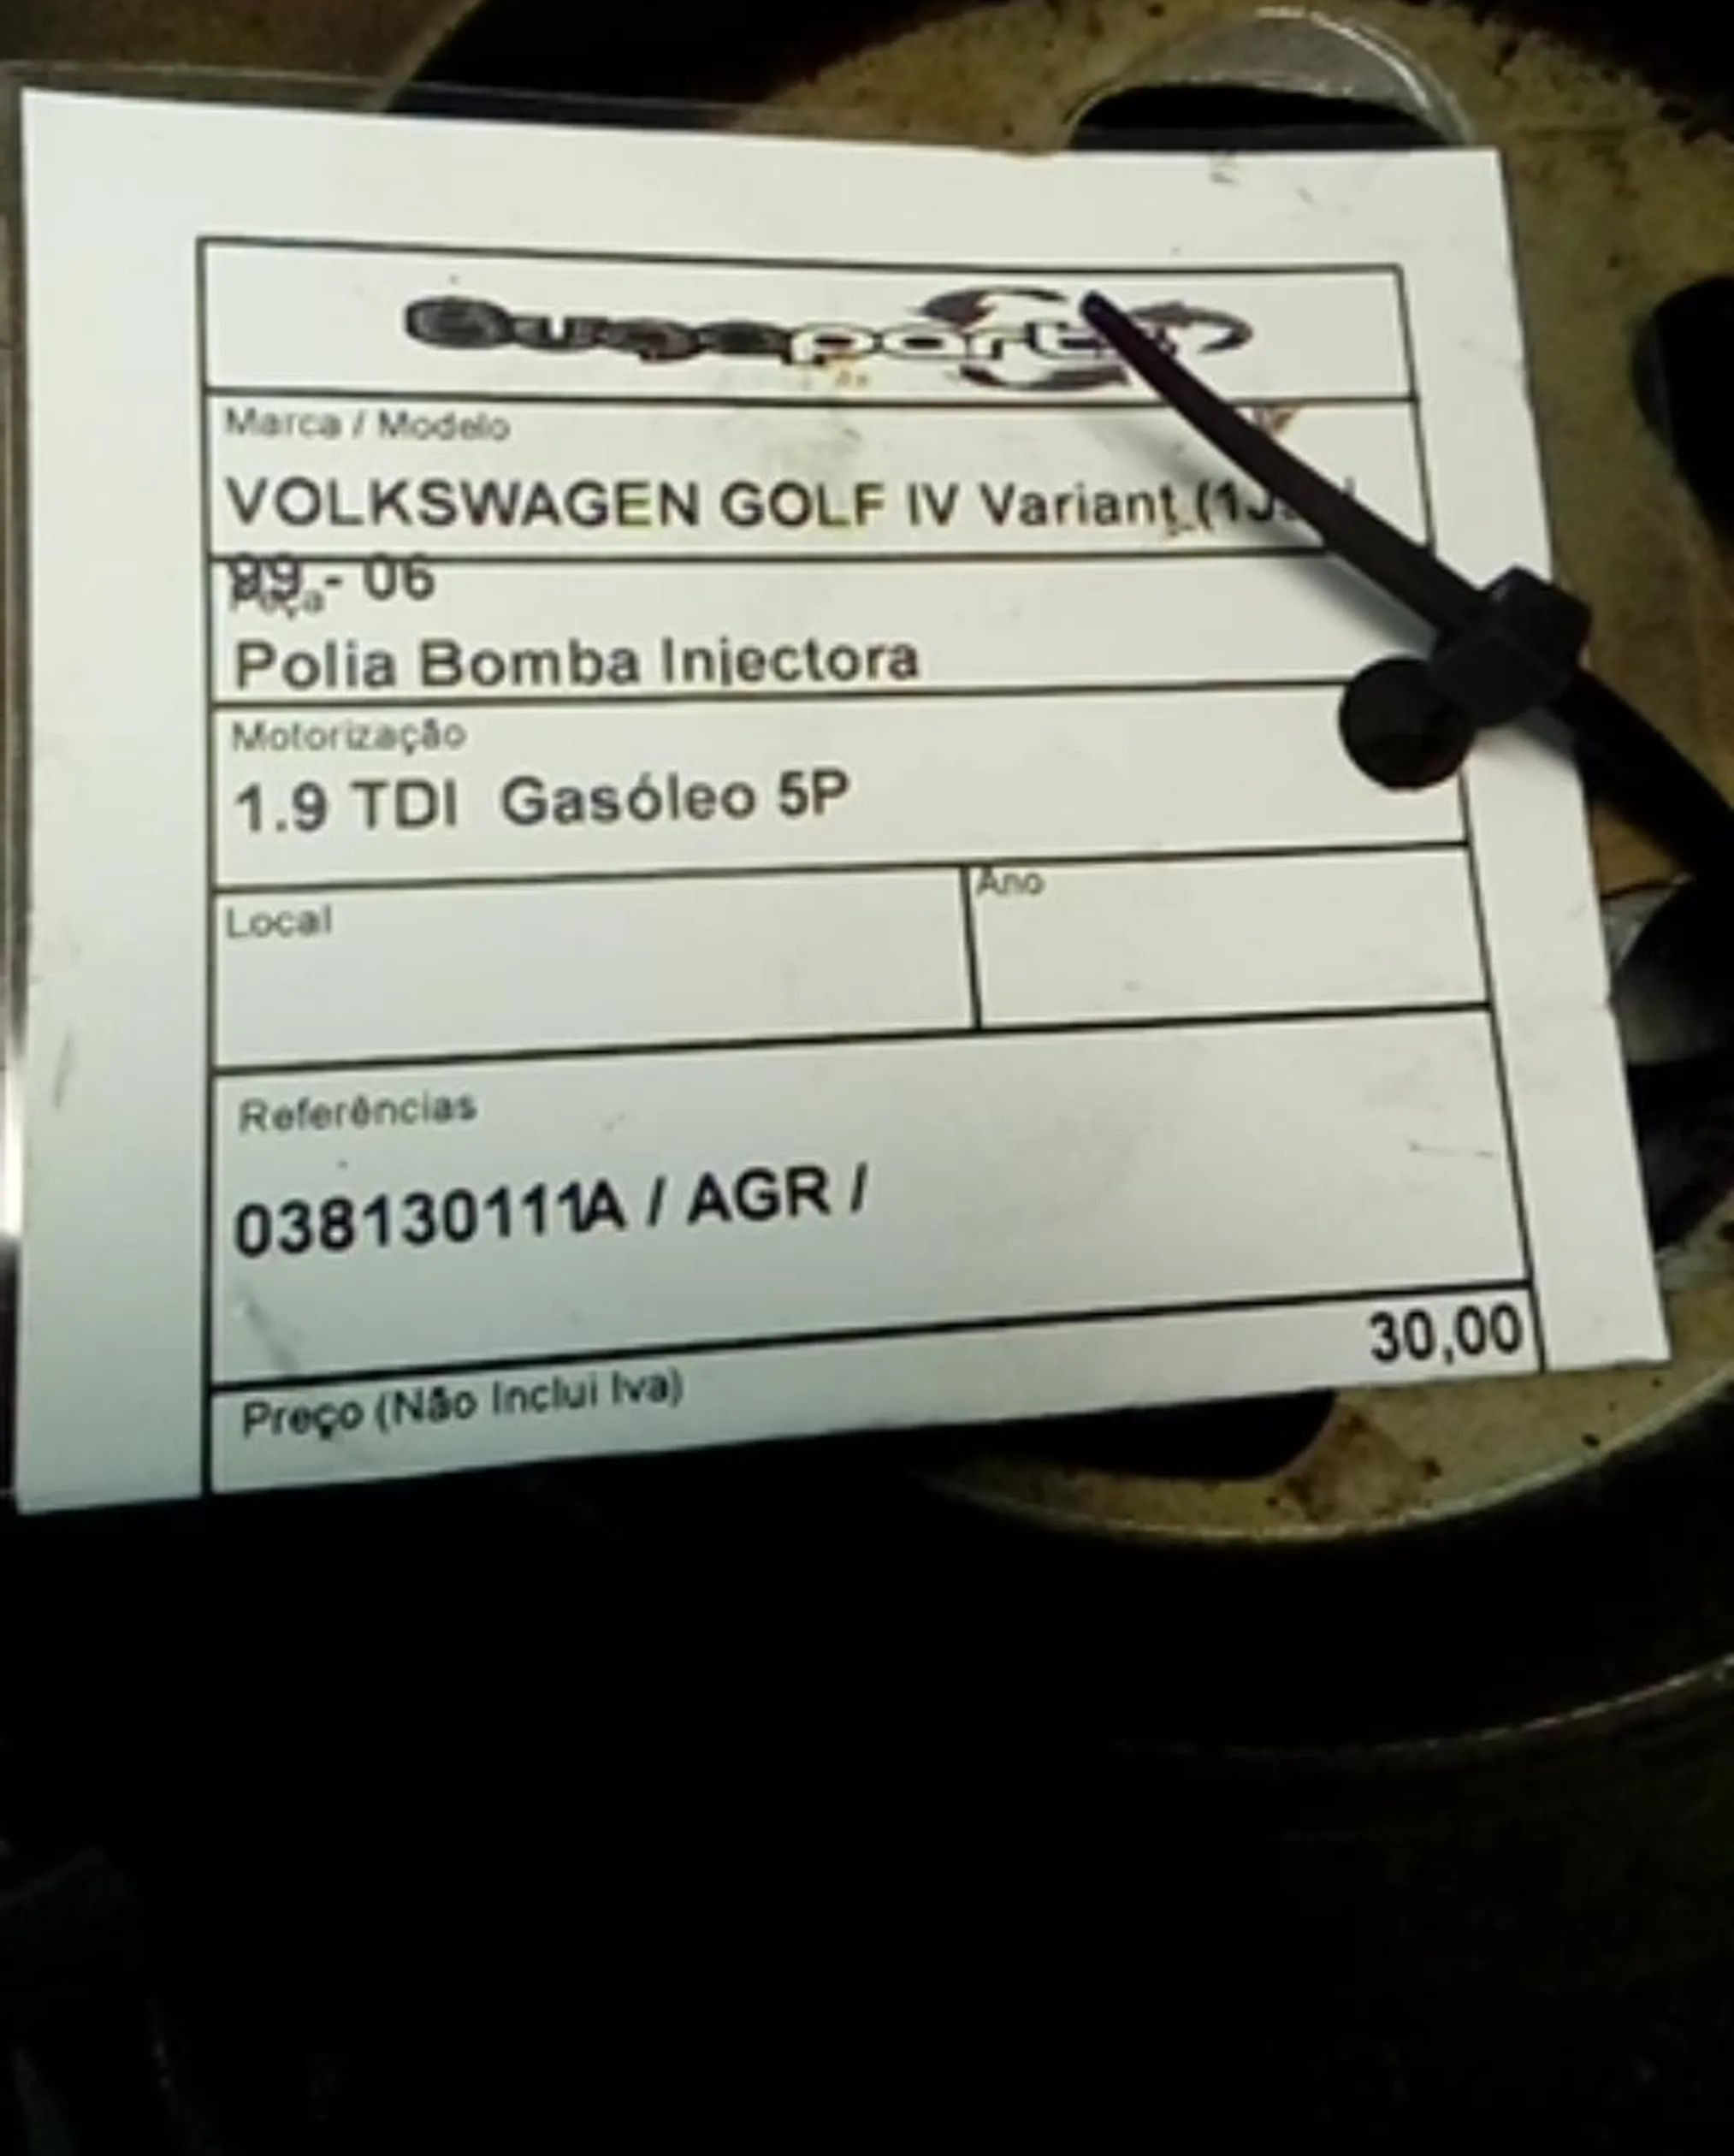 Marca / Modelo
VOLKSWAGEN GOLF IV Variant (1J
99 - 06
Peça
Polia Bomba Injectora
Motorização
1.9 TDI Gasóleo 5P
Local
Ano
Referências
038130111A / AGR /
30,00
Preço (Não Inclui Iva)